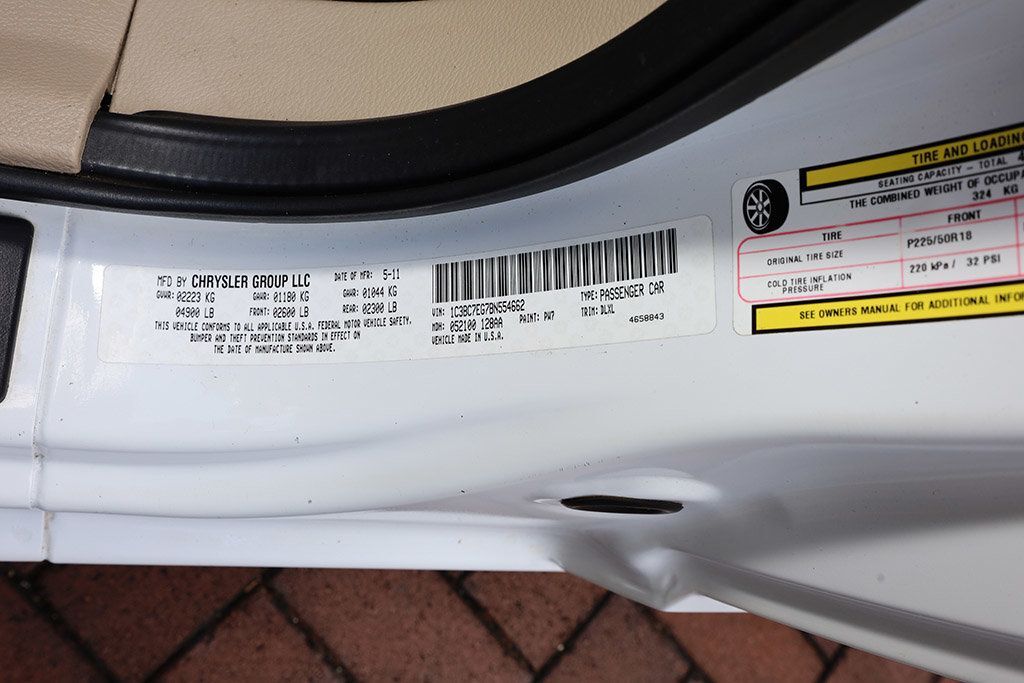 MFD BY CHRYSLER GROUP LLC DATE OF MFR: 5-11
GVWR: 02223 KG GAWR: 01180 KG GAWR: 01044 KG
04900 LB FRONT: 02600 LB REAR: 02300 LB
THIS VEHICLE CONFORMS TO ALL APPLICABLE U.S.A. FEDERAL MOTOR VEHICLE SAFETY,
BUMPER AND THEFT PREVENTION STANDARDS IN EFFECT ON
THE DATE OF MANUFACTURE SHOWN ABOVE.
VIN: 1C3BC7EG7BN554662 TYPE: PASSENGER CAR
MDH: 052100 128AA PAINT: PW7 TRIM: DLXL
VEHICLE MADE IN U.S.A. 4658843
TIRE AND LOADING
SEATING CAPACITY - TOTAL 4
THE COMBINED WEIGHT OF
324 KG
TIRE FRONT
ORIGINAL TIRE SIZE P225/50R18
COLD TIRE INFLATION PRESSURE 220 kPa/ 32 PSI
SEE OWNERS MANUAL FOR ADDITIONAL